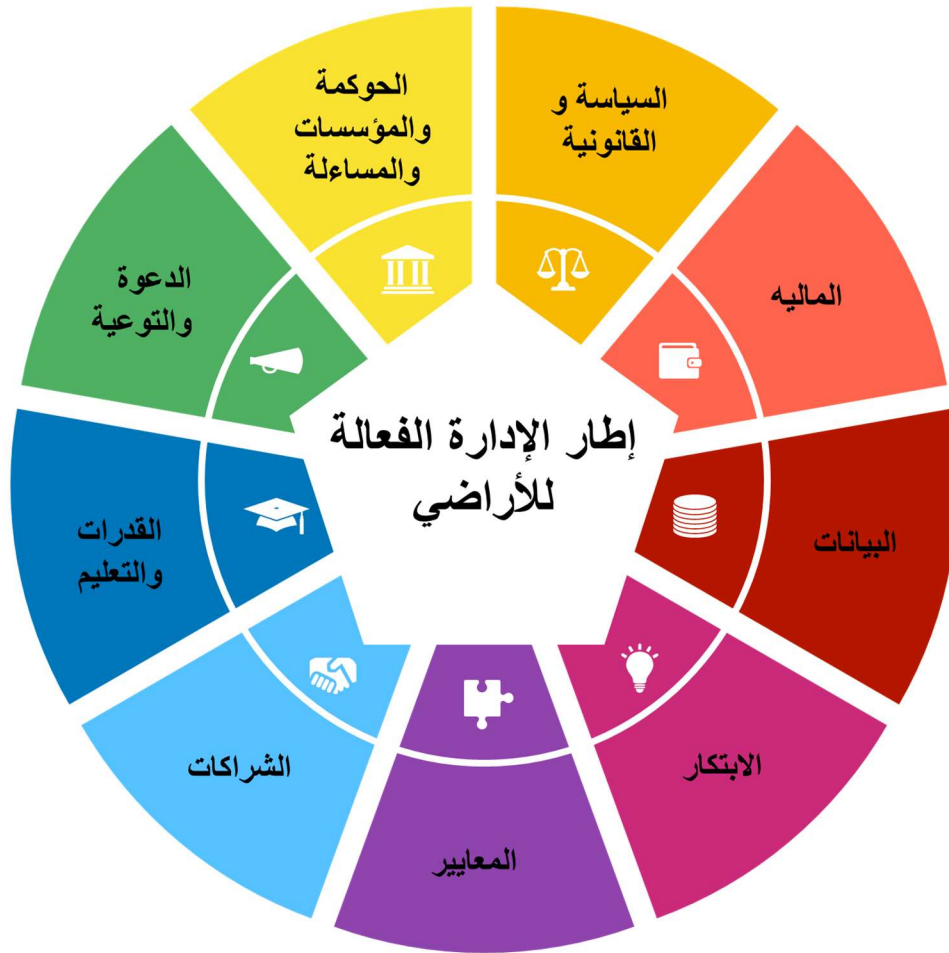 إطار الإدارة الفعالة
للأراضي
الحوكمة
والمؤسسات
والمساءلة
السياسة و
القانونية
الماليه
البيانات
الابتكار
المعايير
الشراكات
القدرات
والتعليم
الدعوة
والتوعية